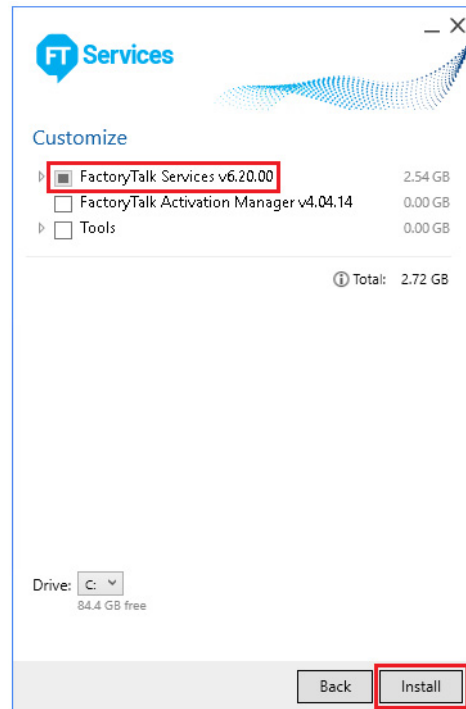 FT Services
Customize
FactoryTalk Services v6.20.00 2.54 GB
FactoryTalk Activation Manager v4.04.14 0.00 GB
Tools 0.00 GB
Total: 2.72 GB
Drive: C:
84.4 GB free
Back Install